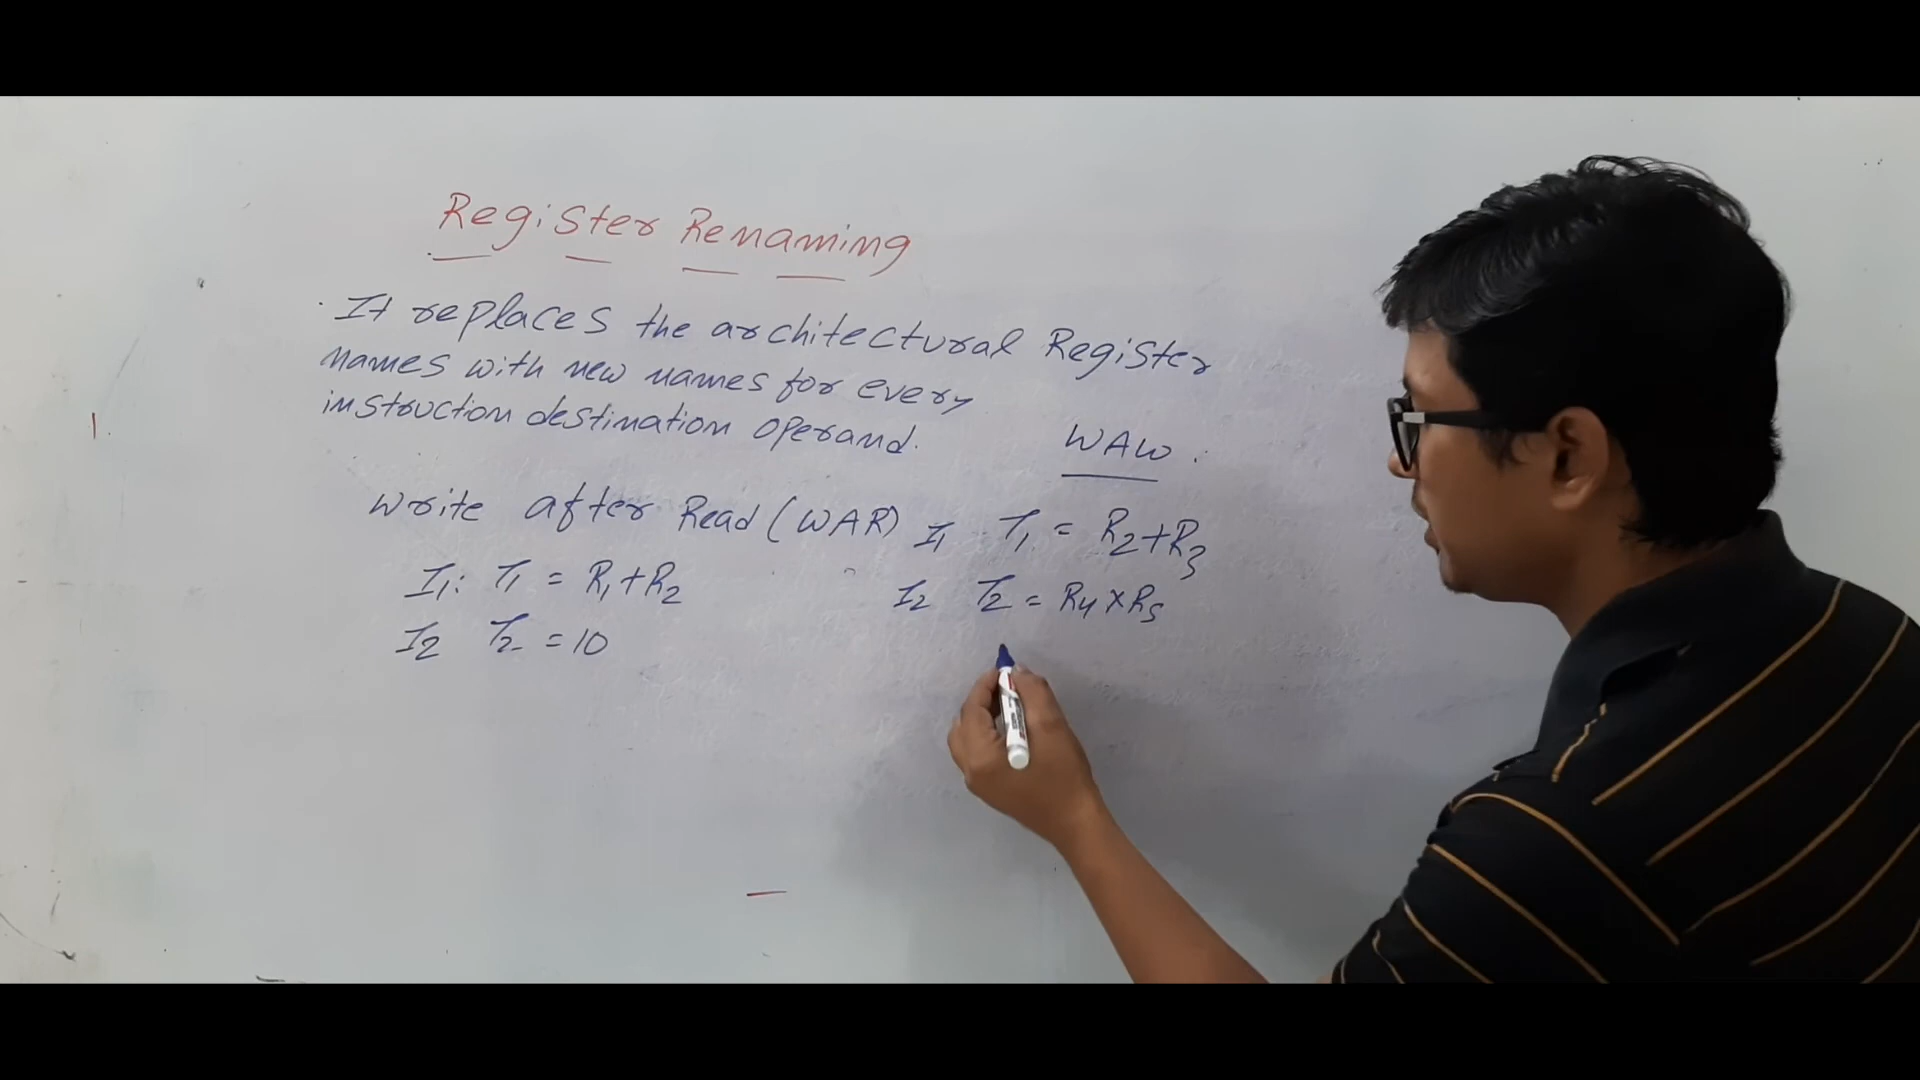 Register Renaming
. It replaces the architectural Register
names with new names for every
instruction destination operand.
WAW.
Write after Read (WAR)
I1: T1 = R1+R2
I2 T2 = 10
I1 T1 = R2+R3
I2 T2 = R4×R5